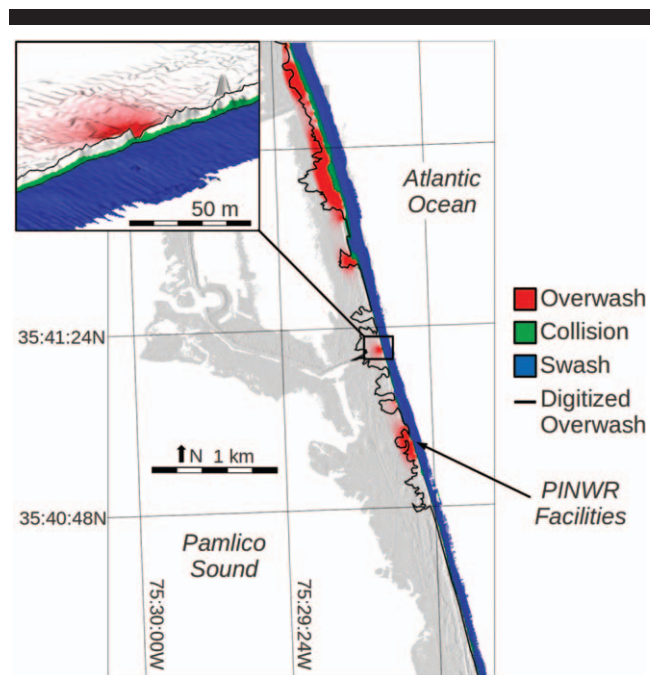 50 m
Atlantic
Ocean
Overwash
Collision
Swash
Digitized
Overwash
35:41:24N
N 1 km
PINWR
Facilities
35:40:48N
Pamlico
Sound
75:30:00W
75:29:24W